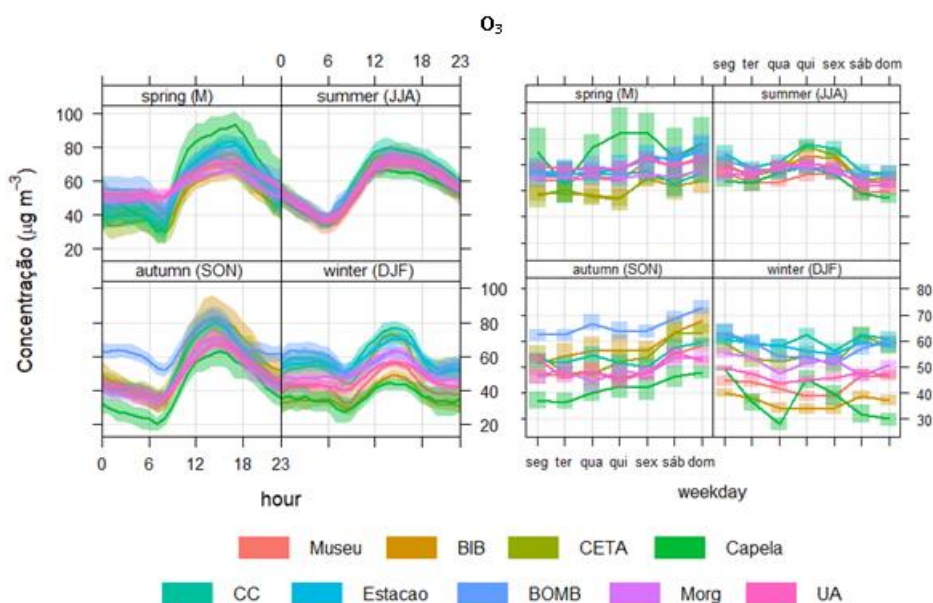 O₃
0 6 12 18 23
seg ter qua qui sex sáb dom
spring (M) summer (JJA)
spring (M) summer (JJA)
100
80
60
40
20
autumn (SON) winter (DJF)
autumn (SON) winter (DJF)
100
80
60
40
20
80
70
60
50
40
30
Concentração (μg m⁻³)
0 6 12 18 23
seg ter qua qui sex sáb dom
hour
weekday
Museu BIB CETA Capela
CC Estacao BOMB Morg UA